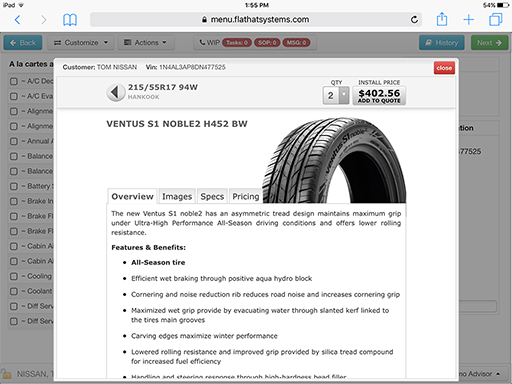 iPad
1:55 PM
54%
menu.flathatsystems.com
Back
Customize
Actions
WIP
Tasks: 0
SOP: 0
MSG: 0
History
Next
A la cartes a
Customer: TOM NISSAN Vin: 1N4AL3AP8DN477525
close
~ A/C Dec
~ A/C Eva
~ Alignme
~ Alignme
~ Annual A
~ Balance
~ Balance
~ Battery S
~ Brake In
~ Brake Fl
~ Brake Fl
~ Cabin Ai
~ Cabin Ai
~ Cooling
~ Coolant
~ Diff Serv
~ Diff Serv
215/55R17 94W
HANKOOK
QTY
2
INSTALL PRICE
$402.56
ADD TO QUOTE
VENTUS S1 NOBLE2 H452 BW
Overview
Images
Specs
Pricing
The new Ventus S1 noble2 has an asymmetric tread design maintains maximum grip
under Ultra-High Performance All-Season driving conditions and offers lower rolling
resistance.
Features & Benefits:
• All-Season tire
• Efficient wet braking through positive aqua hydro block
• Cornering and noise reduction rib reduces road noise and increases cornering grip
• Maximized wet grip provide by evacuating water through slanted kerf linked to
the tires main grooves
• Carving edges maximize winter performance
• Lowered rolling resistance and improved grip provided by silica tread compound
for increased fuel efficiency
• Handling and steering response through high-hardness bead filler
tion
477525
NISSAN, T
mo Advisor